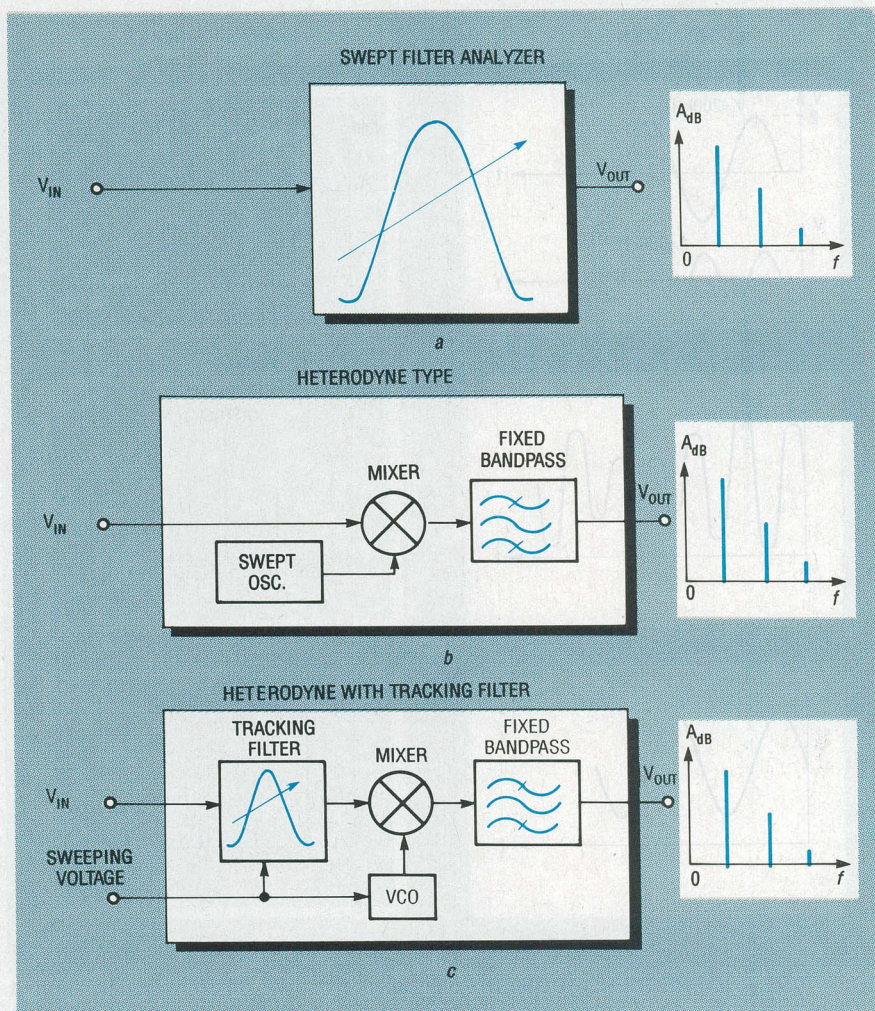 SWEPT FILTER ANALYZER
V_IN
V_OUT
A_dB
0
f
a
HETERODYNE TYPE
MIXER
FIXED
BANDPASS
V_IN
SWEPT
OSC.
V_OUT
A_dB
0
f
b
HETERODYNE WITH TRACKING FILTER
TRACKING
FILTER
MIXER
FIXED
BANDPASS
V_IN
SWEEPING
VOLTAGE
VCO
V_OUT
A_dB
0
f
c